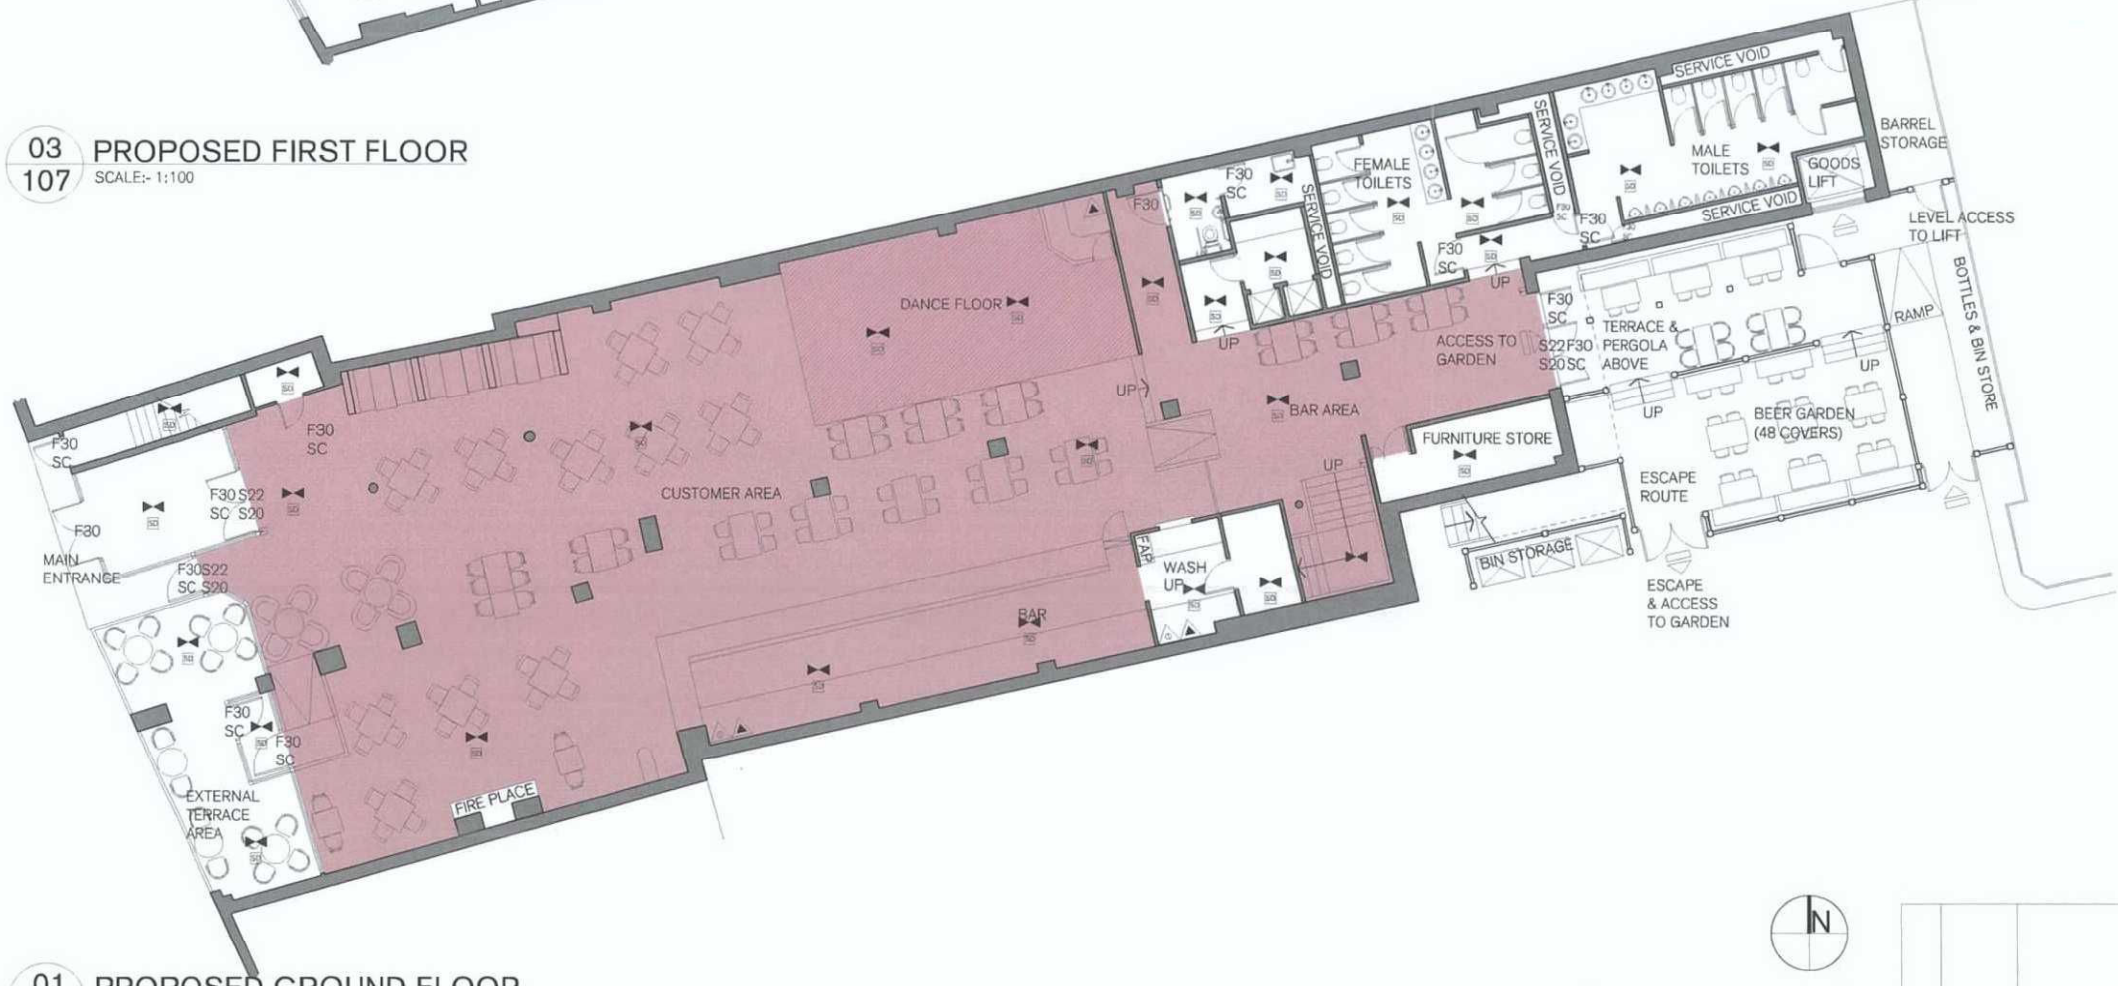 03
107
PROPOSED FIRST FLOOR
SCALE:- 1:100
SERVICE VOID
BARREL
STORAGE
MALE
TOILETS
GOODS
LIFT
SERVICE VOID
SERVICE VOID
FEMALE
TOILETS
SERVICE VOID
F30
SC
F30
F30
SC
F30
SC
LEVEL ACCESS
TO LIFT
BOTTLES & BIN STORE
RAMP
DANCE FLOOR
UP
UP
UP
F30
SC
S22F30
S20SC
TERRACE &
PERGOLA
ABOVE
ACCESS TO
GARDEN
UP
UP
BAR AREA
BEER GARDEN
(48 COVERS)
FURNITURE STORE
UP
ESCAPE
ROUTE
F30
SC
F30
SC
CUSTOMER AREA
F30 S22
SC S20
F30
MAIN
ENTRANCE
F30S22
SC S20
FAP
WASH
UP
BIN STORAGE
ESCAPE
& ACCESS
TO GARDEN
BAR
F30
SC
F30
SC
FIRE PLACE
EXTERNAL
TERRACE
AREA
N
01
PROPOSED GROUND FLOOR